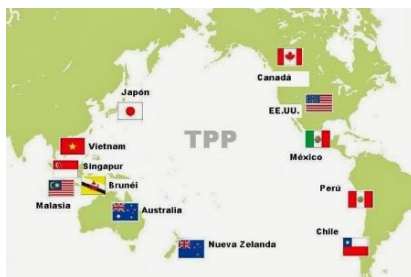 Canadá
Japón
EE.UU.
TPP
Vietnam
México
Singapur
Brunéi
Perú
Malasia
Australia
Chile
Nueva Zelanda